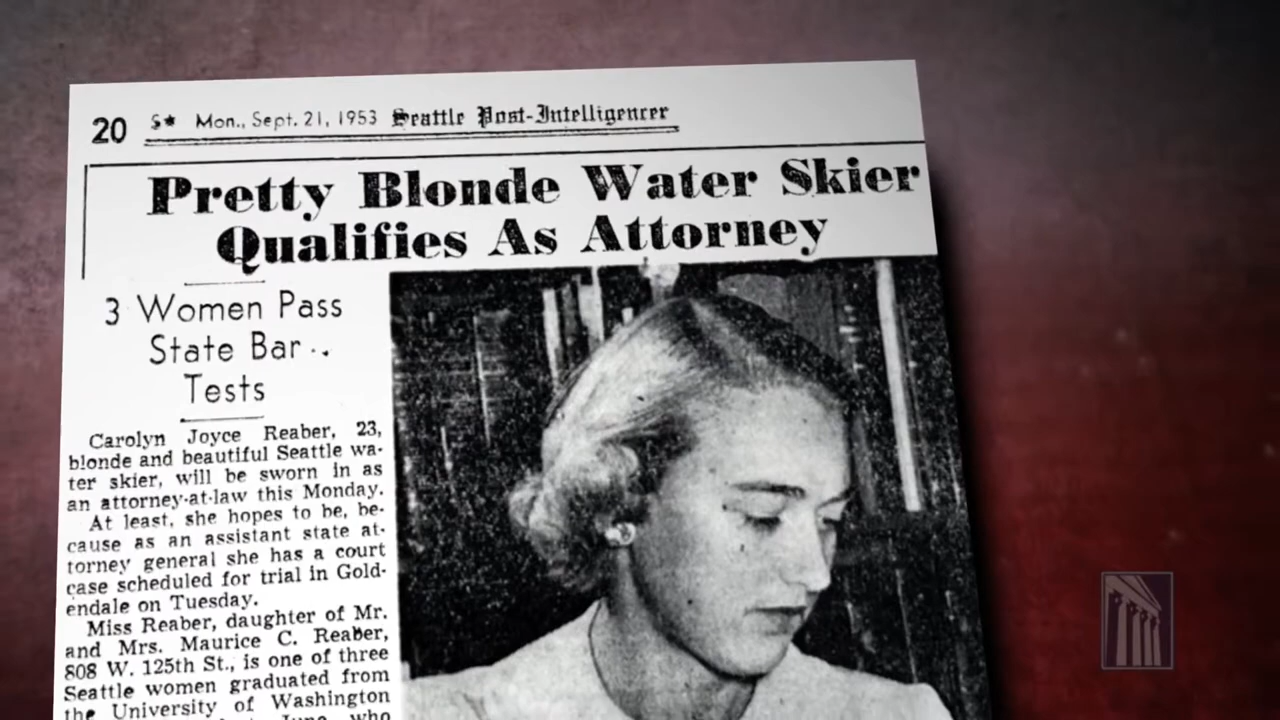 20 S* Mon., Sept. 21, 1953 Seattle Post-Intelligencer
Pretty Blonde Water Skier
Qualifies As Attorney
3 Women Pass
State Bar
Tests
Carolyn Joyce Reaber, 23,
blonde and beautiful Seattle wa-
ter skier, will be sworn in as
an attorney-at-law this Monday.
At least, she hopes to be, be-
cause as an assistant state at-
torney general she has a court
case scheduled for trial in Gold-
endale on Tuesday.
Miss Reaber, daughter of Mr.
and Mrs. Maurice C. Reaber,
808 W. 125th St., is one of three
Seattle women graduated from
the University of Washington
June, who